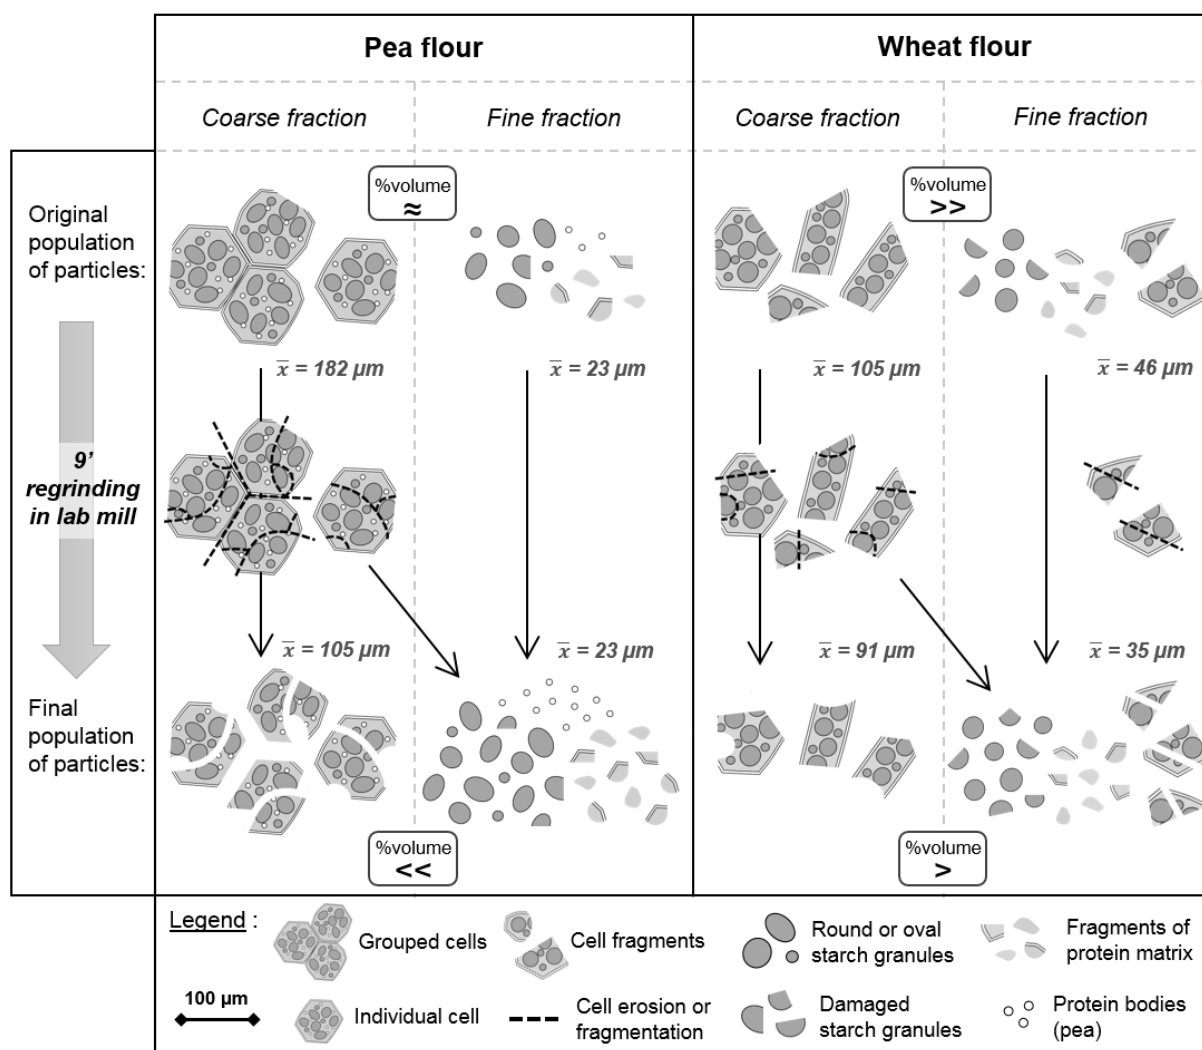 Pea flour
Wheat flour
Coarse fraction
Fine fraction
Coarse fraction
Fine fraction
Original
population
of particles:
%volume
≈
%volume
>>
x̅ = 182 µm
x̅ = 23 µm
x̅ = 105 µm
x̅ = 46 µm
9’
regrinding
in lab mill
x̅ = 105 µm
x̅ = 23 µm
x̅ = 91 µm
x̅ = 35 µm
Final
population
of particles:
%volume
<<
%volume
>
Legend :
Grouped cells
Cell fragments
Round or oval
starch granules
Fragments of
protein matrix
100 µm
Individual cell
Cell erosion or
fragmentation
Damaged
starch granules
Protein bodies
(pea)